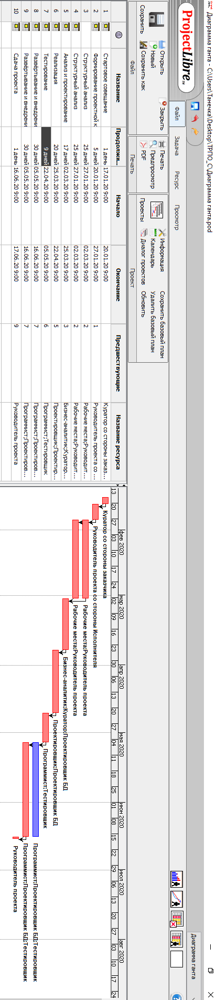 Диаграмма ганта - C:\Users\Танечка\Desktop\ТРПО_С\Диаграмма ганта.pod
ProjectLibre™
Файл Задача Ресурс Просмотр
Диаграмма ганта
Сохранить
Открыть
Новый
Сохранить как
Закрыть
Файл
Печать
Предпросмотр
PDF
Печать
Проекты
Информация
Календарь
Диалог проектов
Сохранить базовый план
Удалить базовый план
Обновить
Проект
Название Продолжи... Начало Окончание Предшествующие Название ресурса
1 Стартовое совещание 1 день 17.01.20 9:00 20.01.20 9:00 Куратор со стороны заказ...
2 Формирование проектной к 5 дней 20.01.20 9:00 27.01.20 9:00 1 Руководитель проекта со ...
3 Структурный анализ 25 дней 27.01.20 9:00 02.03.20 9:00 2 Рабочие места;Руководит...
4 Структурный анализ 25 дней 27.01.20 9:00 02.03.20 9:00 2 Рабочие места;Руководит...
5 Анализ и проектирование 17 дней 02.03.20 9:00 25.03.20 9:00 3 Бизнес-аналитик;Куратор...
6 Реализация 20 дней 25.03.20 9:00 22.04.20 9:00 5 Проектировщик;Проектир...
7 Тестирование 9 дней 22.04.20 9:00 05.05.20 9:00 6 Программист;Тестировщик
8 Развёртывание и внедрени 30 дней 05.05.20 9:00 16.06.20 9:00 7 Программист;Проектиров...
9 Развёртывание и внедрени 30 дней 05.05.20 9:00 16.06.20 9:00 7 Программист;Проектиров...
10 Сдача проекта 1 день 16.06.20 9:00 17.06.20 9:00 9 Руководитель проекта
фев 2020 мар 2020 апр 2020 мая 2020 июн 2020 июл 2020 авг 2020
13 20 27 03 10 17 24 02 09 16 23 30 06 13 20 27 04 11 18 25 01 08 15 22 29 06 13 20 27 03 10 17 24
Куратор со стороны заказчика
Руководитель проекта со стороны Исполнителя
Рабочие места;Руководитель проекта
Рабочие места;Руководитель проекта
Бизнес-аналитик;Куратор;Проектировщик БД
Проектировщик;Проектировщик БД
Программист;Тестировщик
Программист;Проектировщик БД;Тестировщик
Программист;Проектировщик БД;Тестировщик
Руководитель проекта